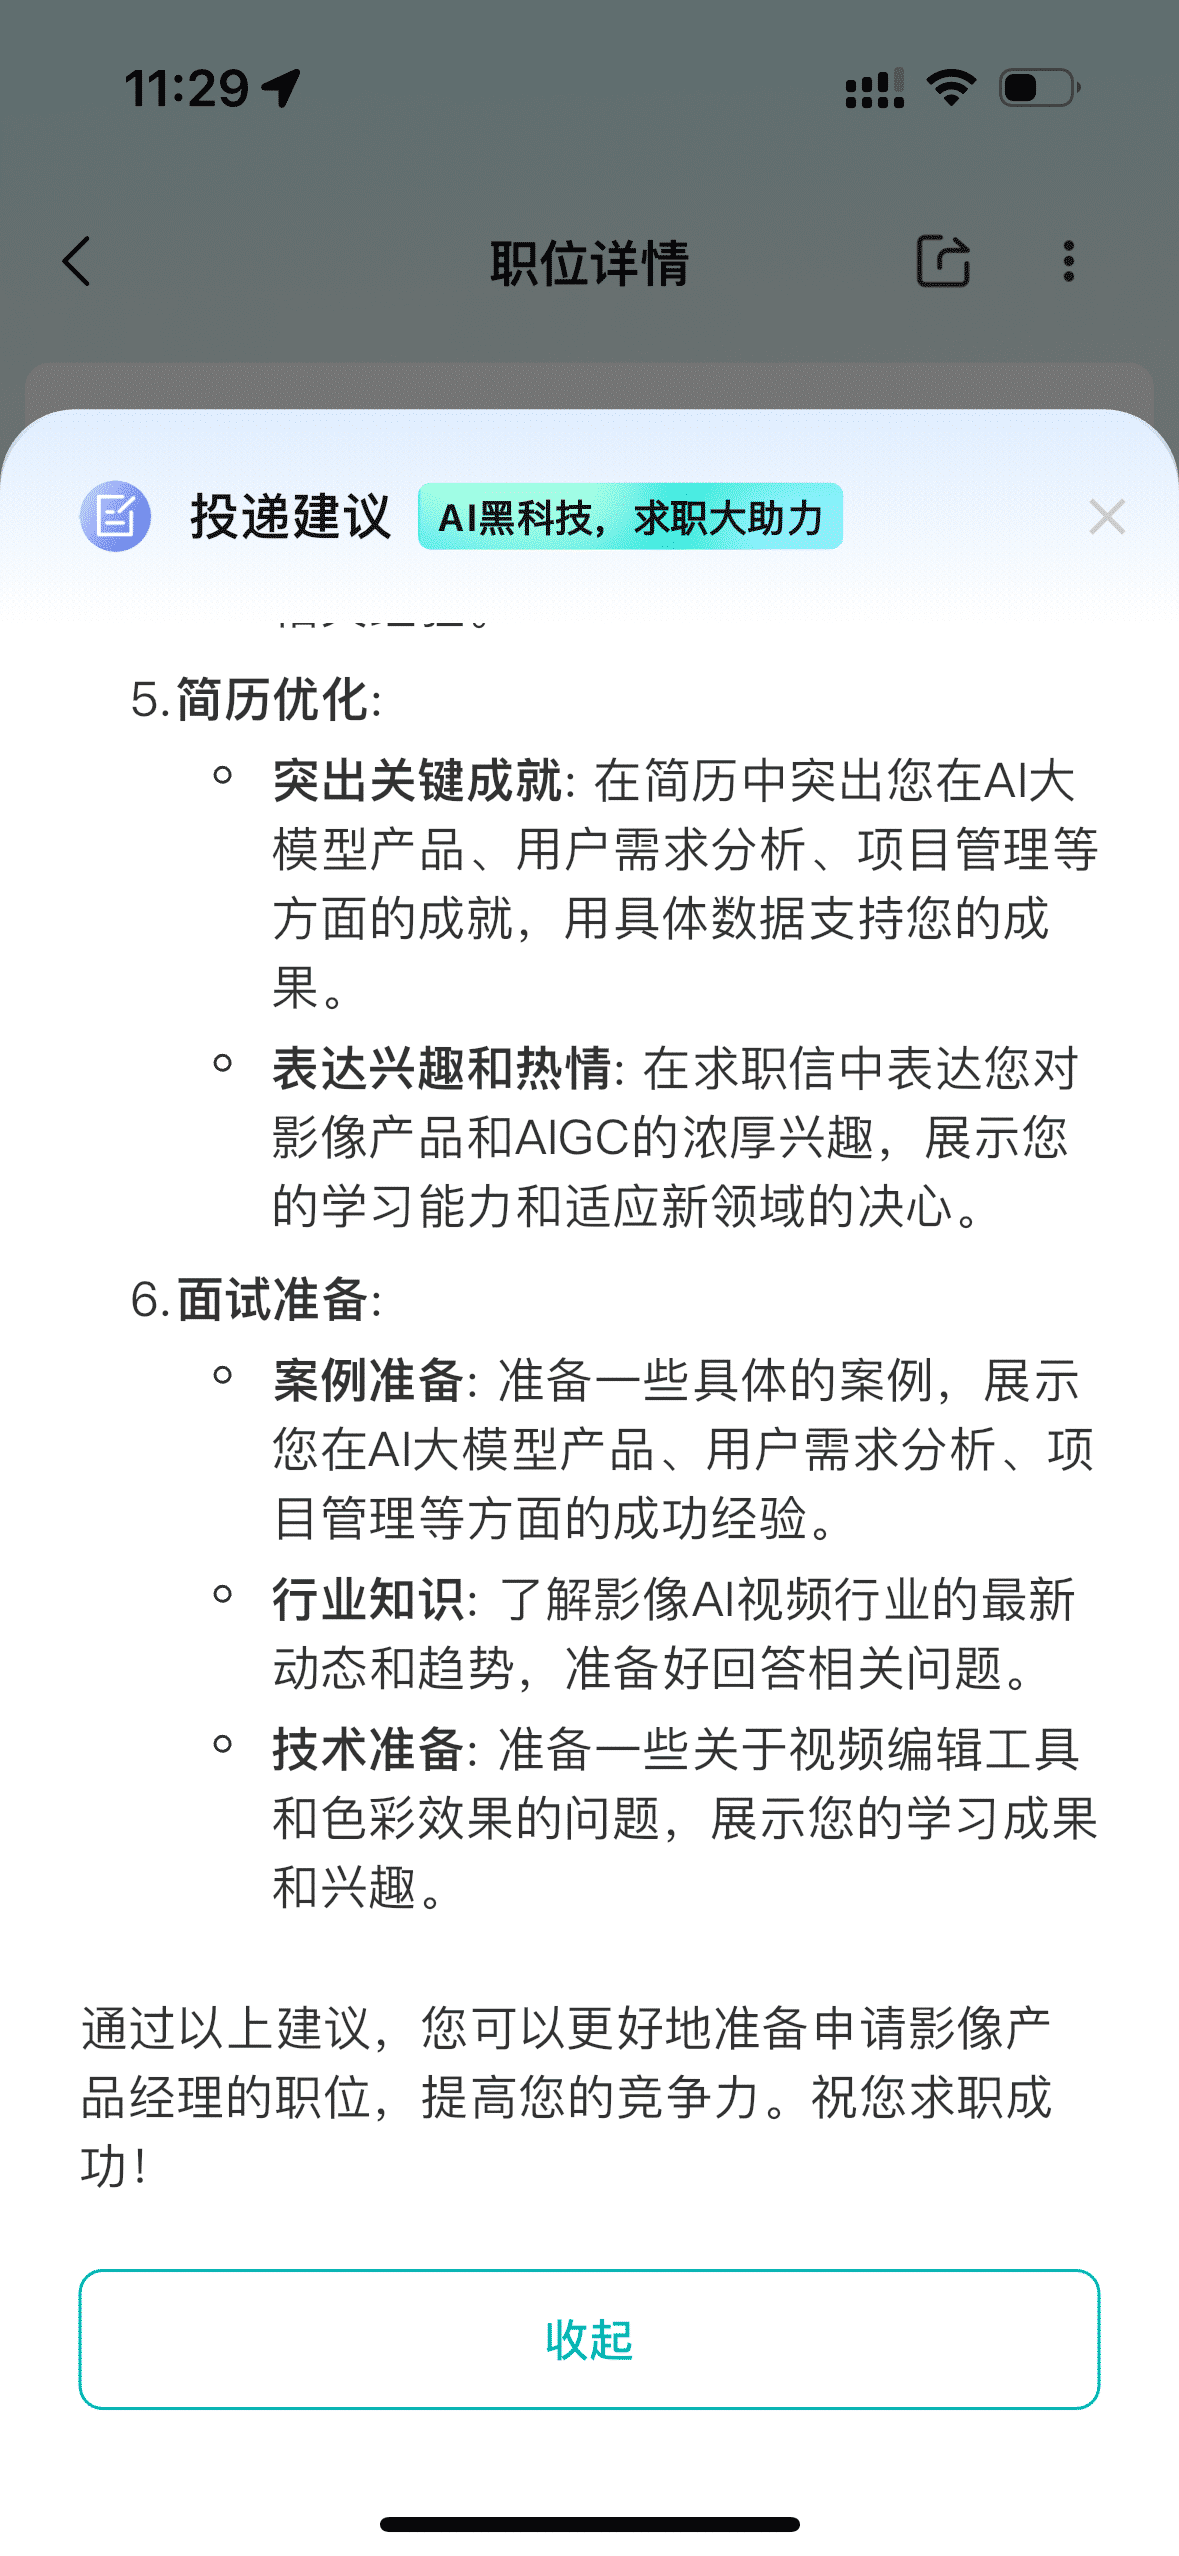 11:29
职位详情
投递建议 AI黑科技，求职大助力
5.简历优化:
突出关键成就: 在简历中突出您在AI大
模型产品、用户需求分析、项目管理等
方面的成就，用具体数据支持您的成
果。
表达兴趣和热情: 在求职信中表达您对
影像产品和AIGC的浓厚兴趣，展示您
的学习能力和适应新领域的决心。
6.面试准备:
案例准备: 准备一些具体的案例，展示
您在AI大模型产品、用户需求分析、项
目管理等方面的成功经验。
行业知识: 了解影像AI视频行业的最新
动态和趋势，准备好回答相关问题。
技术准备: 准备一些关于视频编辑工具
和色彩效果的问题，展示您的学习成果
和兴趣。
通过以上建议，您可以更好地准备申请影像产
品经理的职位，提高您的竞争力。祝您求职成
功！
收起